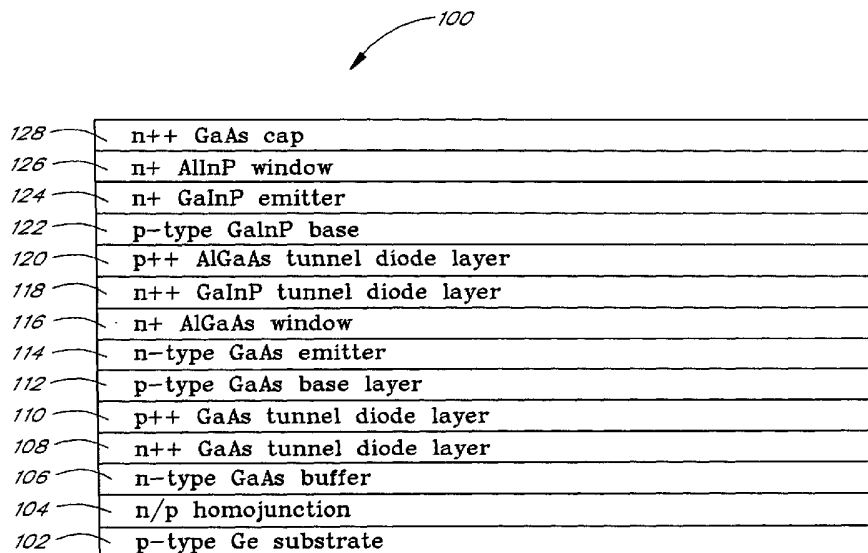 100
128 n++ GaAs cap
126 n+ AlInP window
124 n+ GaInP emitter
122 p-type GaInP base
120 p++ AlGaAs tunnel diode layer
118 n++ GaInP tunnel diode layer
116 n+ AlGaAs window
114 n-type GaAs emitter
112 p-type GaAs base layer
110 p++ GaAs tunnel diode layer
108 n++ GaAs tunnel diode layer
106 n-type GaAs buffer
104 n/p homojunction
102 p-type Ge substrate